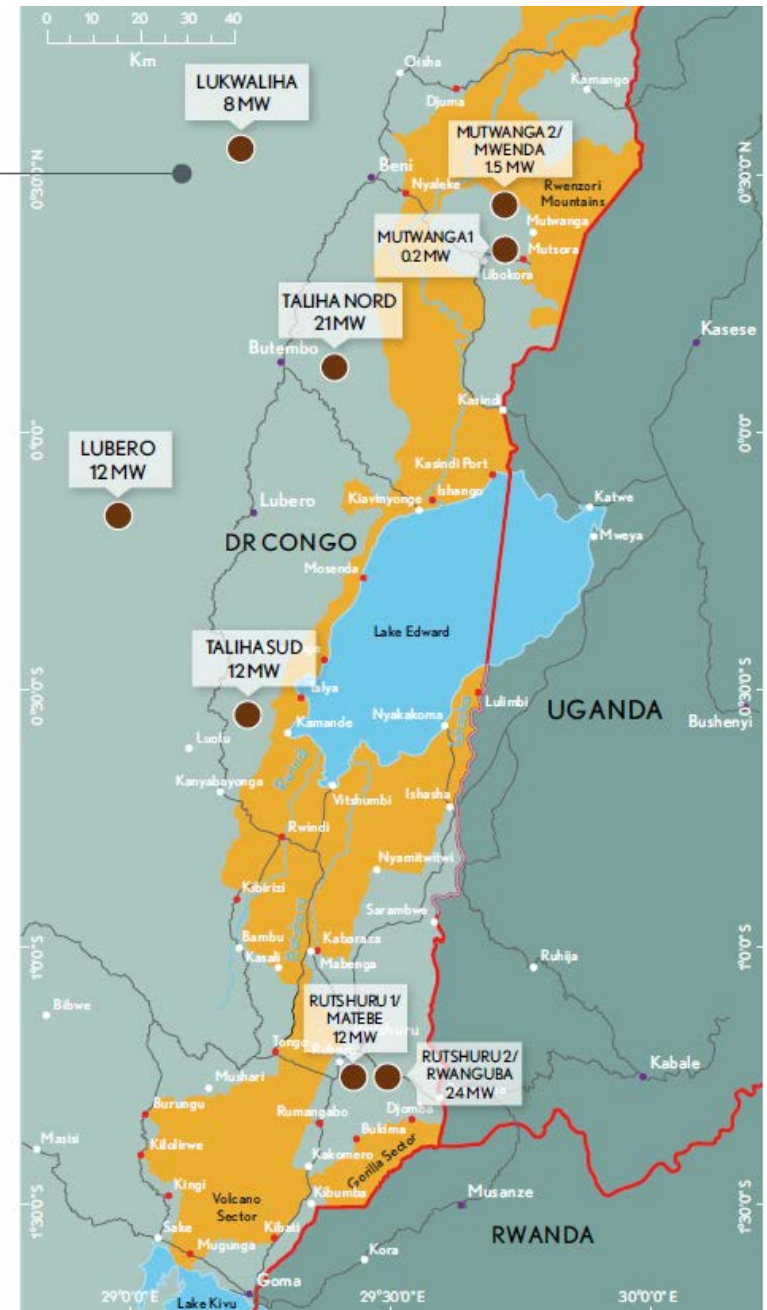 0 10 15 30 40
Km
Oisha
LUKWALIHA
8 MW
Djuma
Kamango
MUTWANGA 2/
MWENDA
1.5 MW
0°30'0"N
Beni
Nyaleke
Rwenzori
Mountains
0°30'0"N
MUTWANGA 1
0.2 MW
Mutwanga
Mutsora
Libokora
TALIHA NORD
21 MW
Butembo
Kasese
Kasindi
0°0'0"
0°0'0"
LUBERO
12 MW
Kasindi Port
Lubero
Kiavinyonge
Ishango
Katwe
DR CONGO
Mweya
Mosenda
Lake Edward
TALIHA SUD
12 MW
0°30'0"S
Talya
Lulimbi
0°30'0"S
Kamande
Nyakakoma
UGANDA
Bushenyi
Luofu
Rwindi
Kanyabayonga
Vitshumbi
Ishasha
Rwindi
Nyamitwitwi
Kibirizi
Rutshuru
Sarambwe
Bambu
Kabaraza
Kasali
Mabenga
1°0'0"S
1°0'0"S
Ruhija
RUTSHURU 1/
MATEBE
12 MW
Bibwe
Tongo
RUTSHURU 2/
RWANGUBA
24 MW
Kabale
Mushari
Burungu
Rumangabo
Djomba
Bukima
Masisi
Kilolirwe
Kakomero
Gorilla Sector
Kingi
Volcano
Sector
Kibumba
Musanze
1°30'0"S
1°30'0"S
Sake
Kibati
RWANDA
Mugunga
Kora
Goma
Lake Kivu
29°0'0"E
29°30'0"E
30°0'0"E